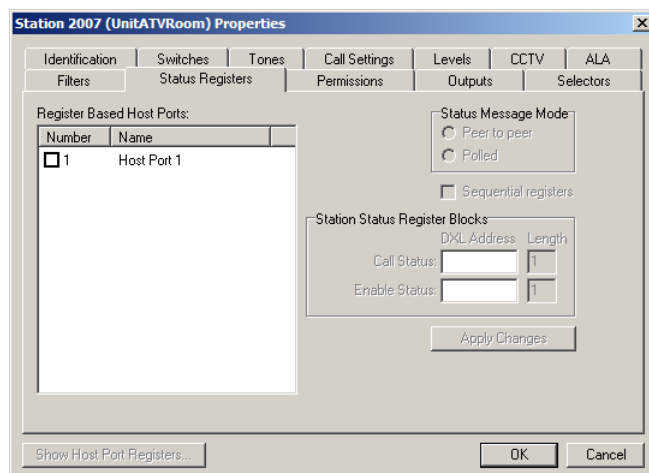 Station 2007 (UnitATVRoom) Properties
Identification Switches Tones Call Settings Levels CCTV ALA
Filters Status Registers Permissions Outputs Selectors
Register Based Host Ports:
Number Name
1 Host Port 1
Status Message Mode
Peer to peer
Polled
Sequential registers
Station Status Register Blocks
DXL Address Length
Call Status: 1
Enable Status: 1
Apply Changes
Show Host Port Registers... OK Cancel